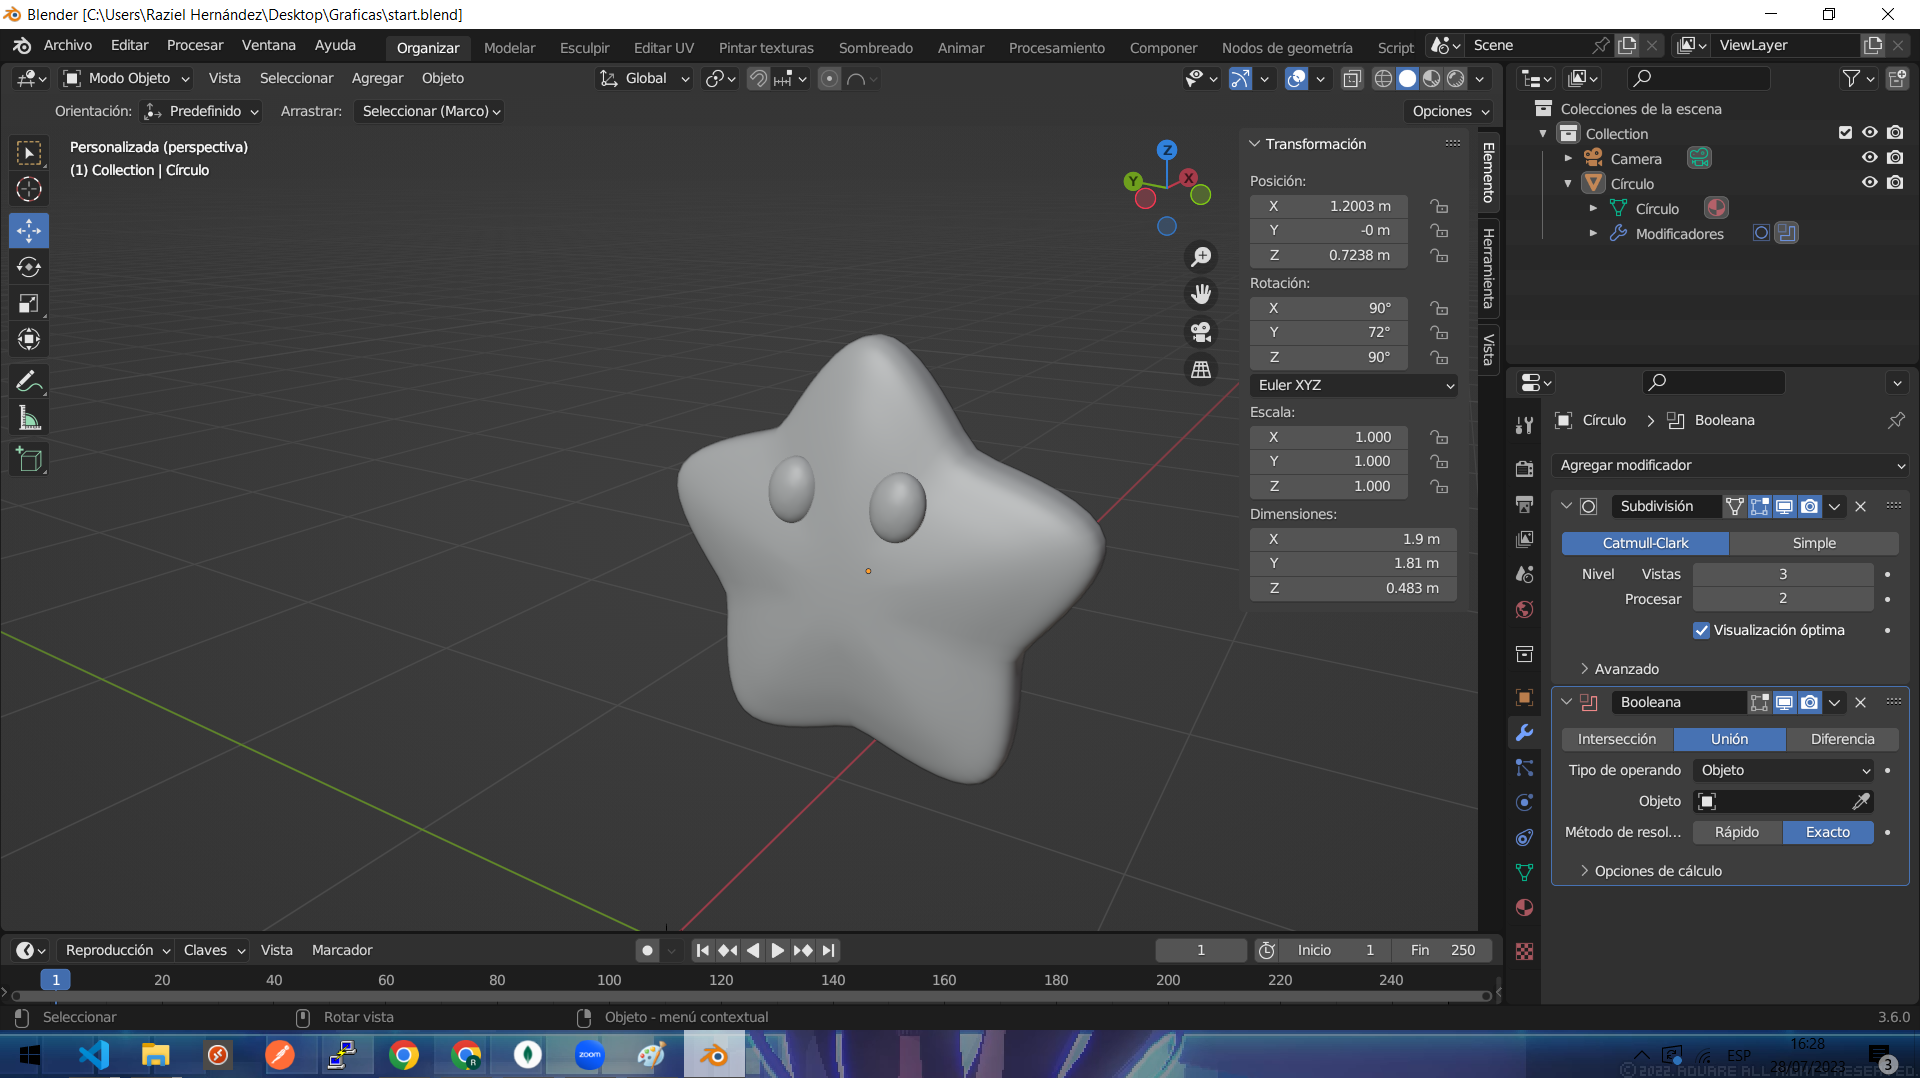 Blender [C:\Users\Raziel Hernández\Desktop\Graficas\start.blend]
Archivo Editar Procesar Ventana Ayuda
Organizar Modelar Esculpir Editar UV Pintar texturas Sombreado Animar Procesamiento Componer Nodos de geometría Script
Scene
ViewLayer
Modo Objeto Vista Seleccionar Agregar Objeto
Global
Orientación: Predefinido Arrastrar: Seleccionar (Marco)
Opciones
Personalizada (perspectiva)
(1) Collection | Círculo
Z
Y
X
Transformación
Posición:
X 1.2003 m
Y -0 m
Z 0.7238 m
Rotación:
X 90°
Y 72°
Z 90°
Euler XYZ
Escala:
X 1.000
Y 1.000
Z 1.000
Dimensiones:
X 1.9 m
Y 1.81 m
Z 0.483 m
Elemento
Herramienta
Vista
Colecciones de la escena
Collection
Camera
Círculo
Círculo
Modificadores
Círculo Booleana
Agregar modificador
Subdivisión
Catmull-Clark Simple
Nivel Vistas 3
Procesar 2
Visualización óptima
Avanzado
Booleana
Intersección Unión Diferencia
Tipo de operando Objeto
Objeto
Método de resol... Rápido Exacto
Opciones de cálculo
Reproducción Claves Vista Marcador
1
Inicio 1
Fin 250
1 20 40 60 80 100 120 140 160 180 200 220 240
Seleccionar
Rotar vista
Objeto - menú contextual
3.6.0
R
zoom
ESP
16:28
28/07/2023
3